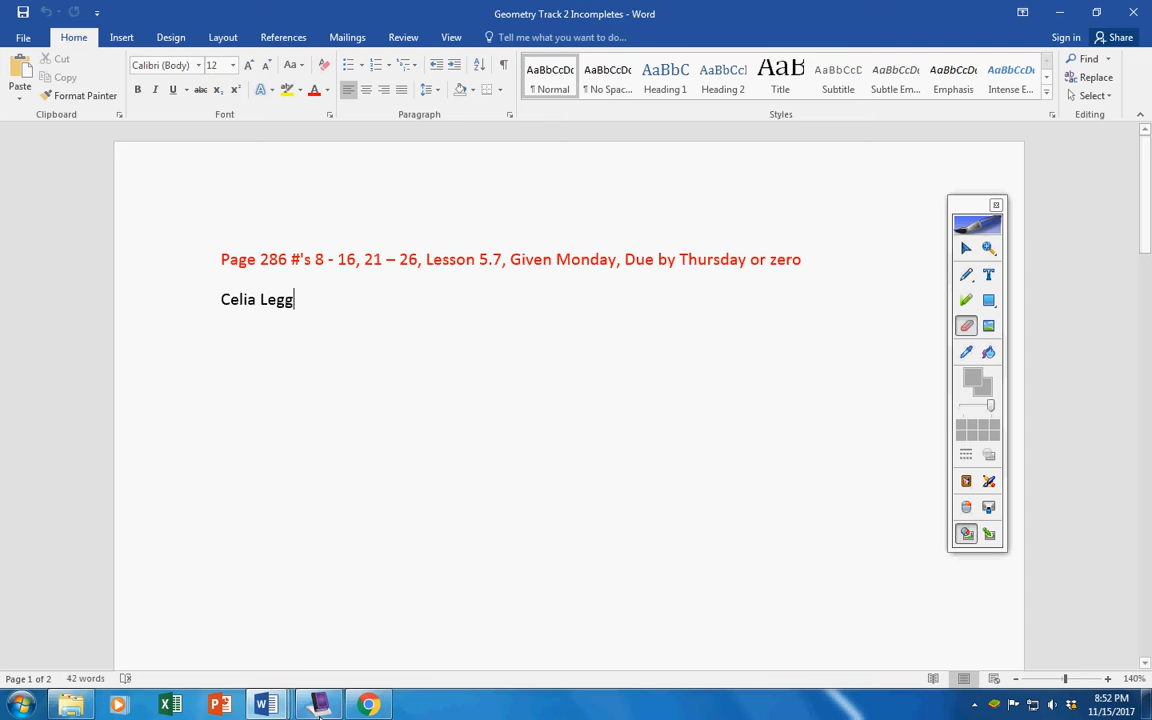 Geometry Track 2 Incompletes - Word
File Home Insert Design Layout References Mailings Review View Tell me what you want to do... Sign in Share
Cut
Copy
Format Painter
Paste
Calibri (Body) 12 Aa
B I U abc x₂ x² A A
AaBbCcDc AaBbCcDc AaBbC AaBbCcl AaB AaBbCcD AaBbCcDc AaBbCcDc AaBbCcDc
¶ Normal ¶ No Spac... Heading 1 Heading 2 Title Subtitle Subtle Em... Emphasis Intense E...
Find
Replace
Select
Clipboard Font Paragraph Styles Editing
Page 286 #'s 8 - 16, 21 – 26, Lesson 5.7, Given Monday, Due by Thursday or zero
Celia Legg
Page 1 of 2 42 words 140%
8:52 PM
11/15/2017